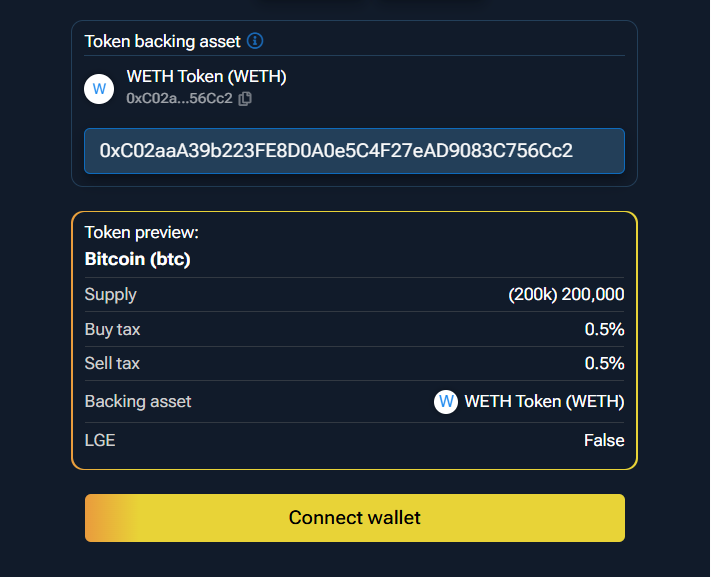 Token backing asset
W
WETH Token (WETH)
0xC02a...56Cc2
0xC02aaA39b223FE8D0A0e5C4F27eAD9083C756Cc2
Token preview:
Bitcoin (btc)
Supply (200k) 200,000
Buy tax 0.5%
Sell tax 0.5%
Backing asset W WETH Token (WETH)
LGE False
Connect wallet